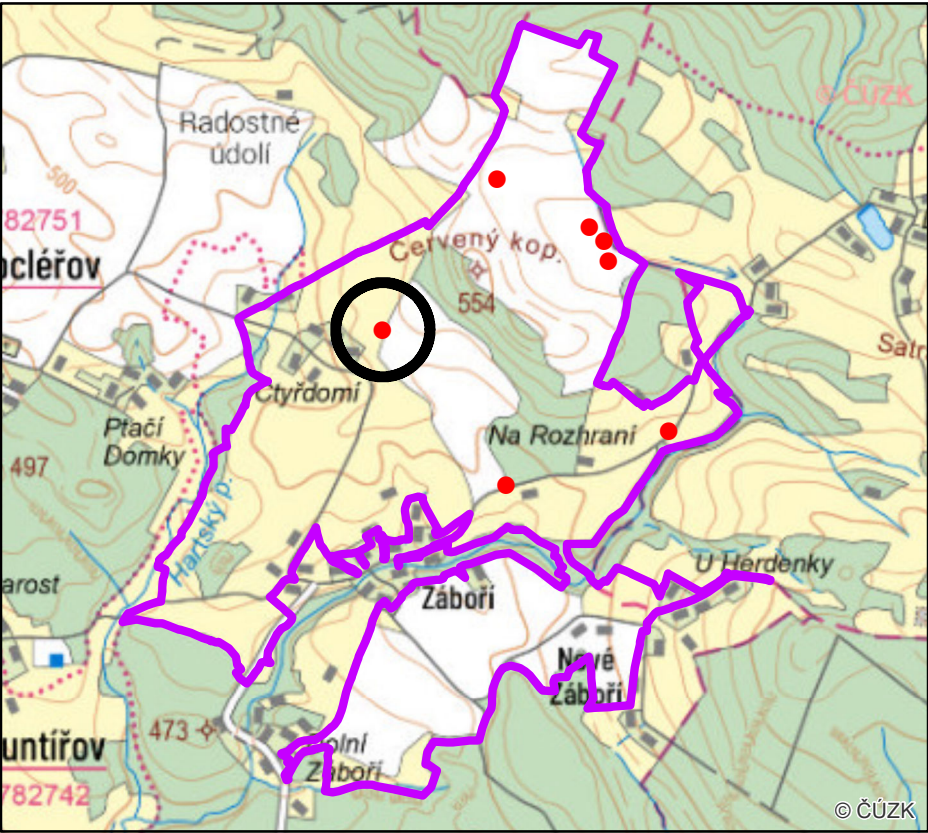 © ČÚZK
Radostné
údolí
500
82751
ocléřov
Červený kop.
554
Satr
Čtyřdomí
Ptačí
Domky
Na Rozhraní
497
Hartský p.
U Herdenky
arost
Záboří
Nové
Záboří
473
olní
Záboří
untířov
782742
© ČÚZK